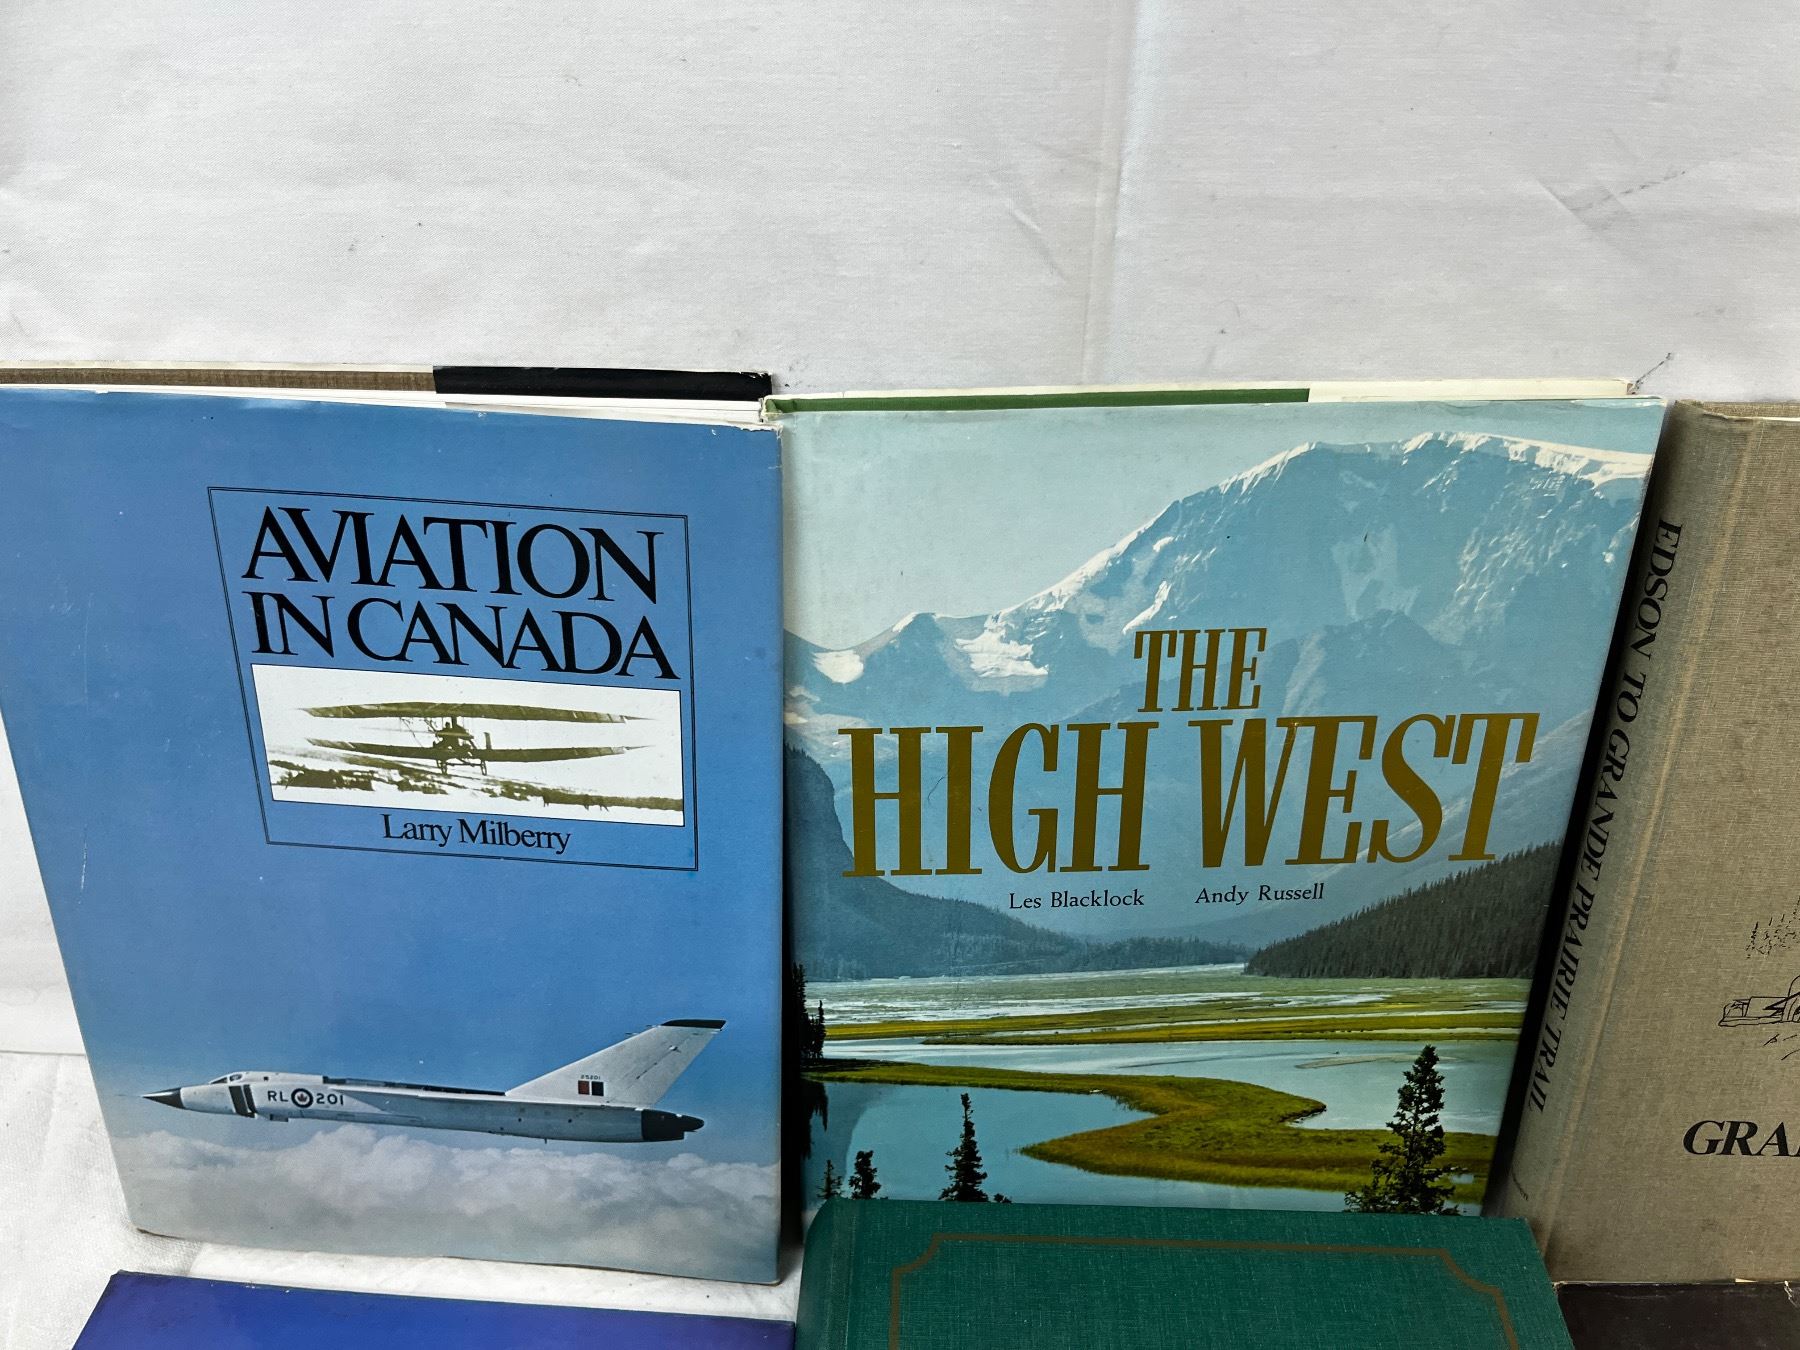 AVIATION
IN CANADA
Larry Milberry
25201
RL 201
THE
HIGH WEST
Les Blacklock Andy Russell
EDSON TO GRANDE PRAIRIE TRAIL